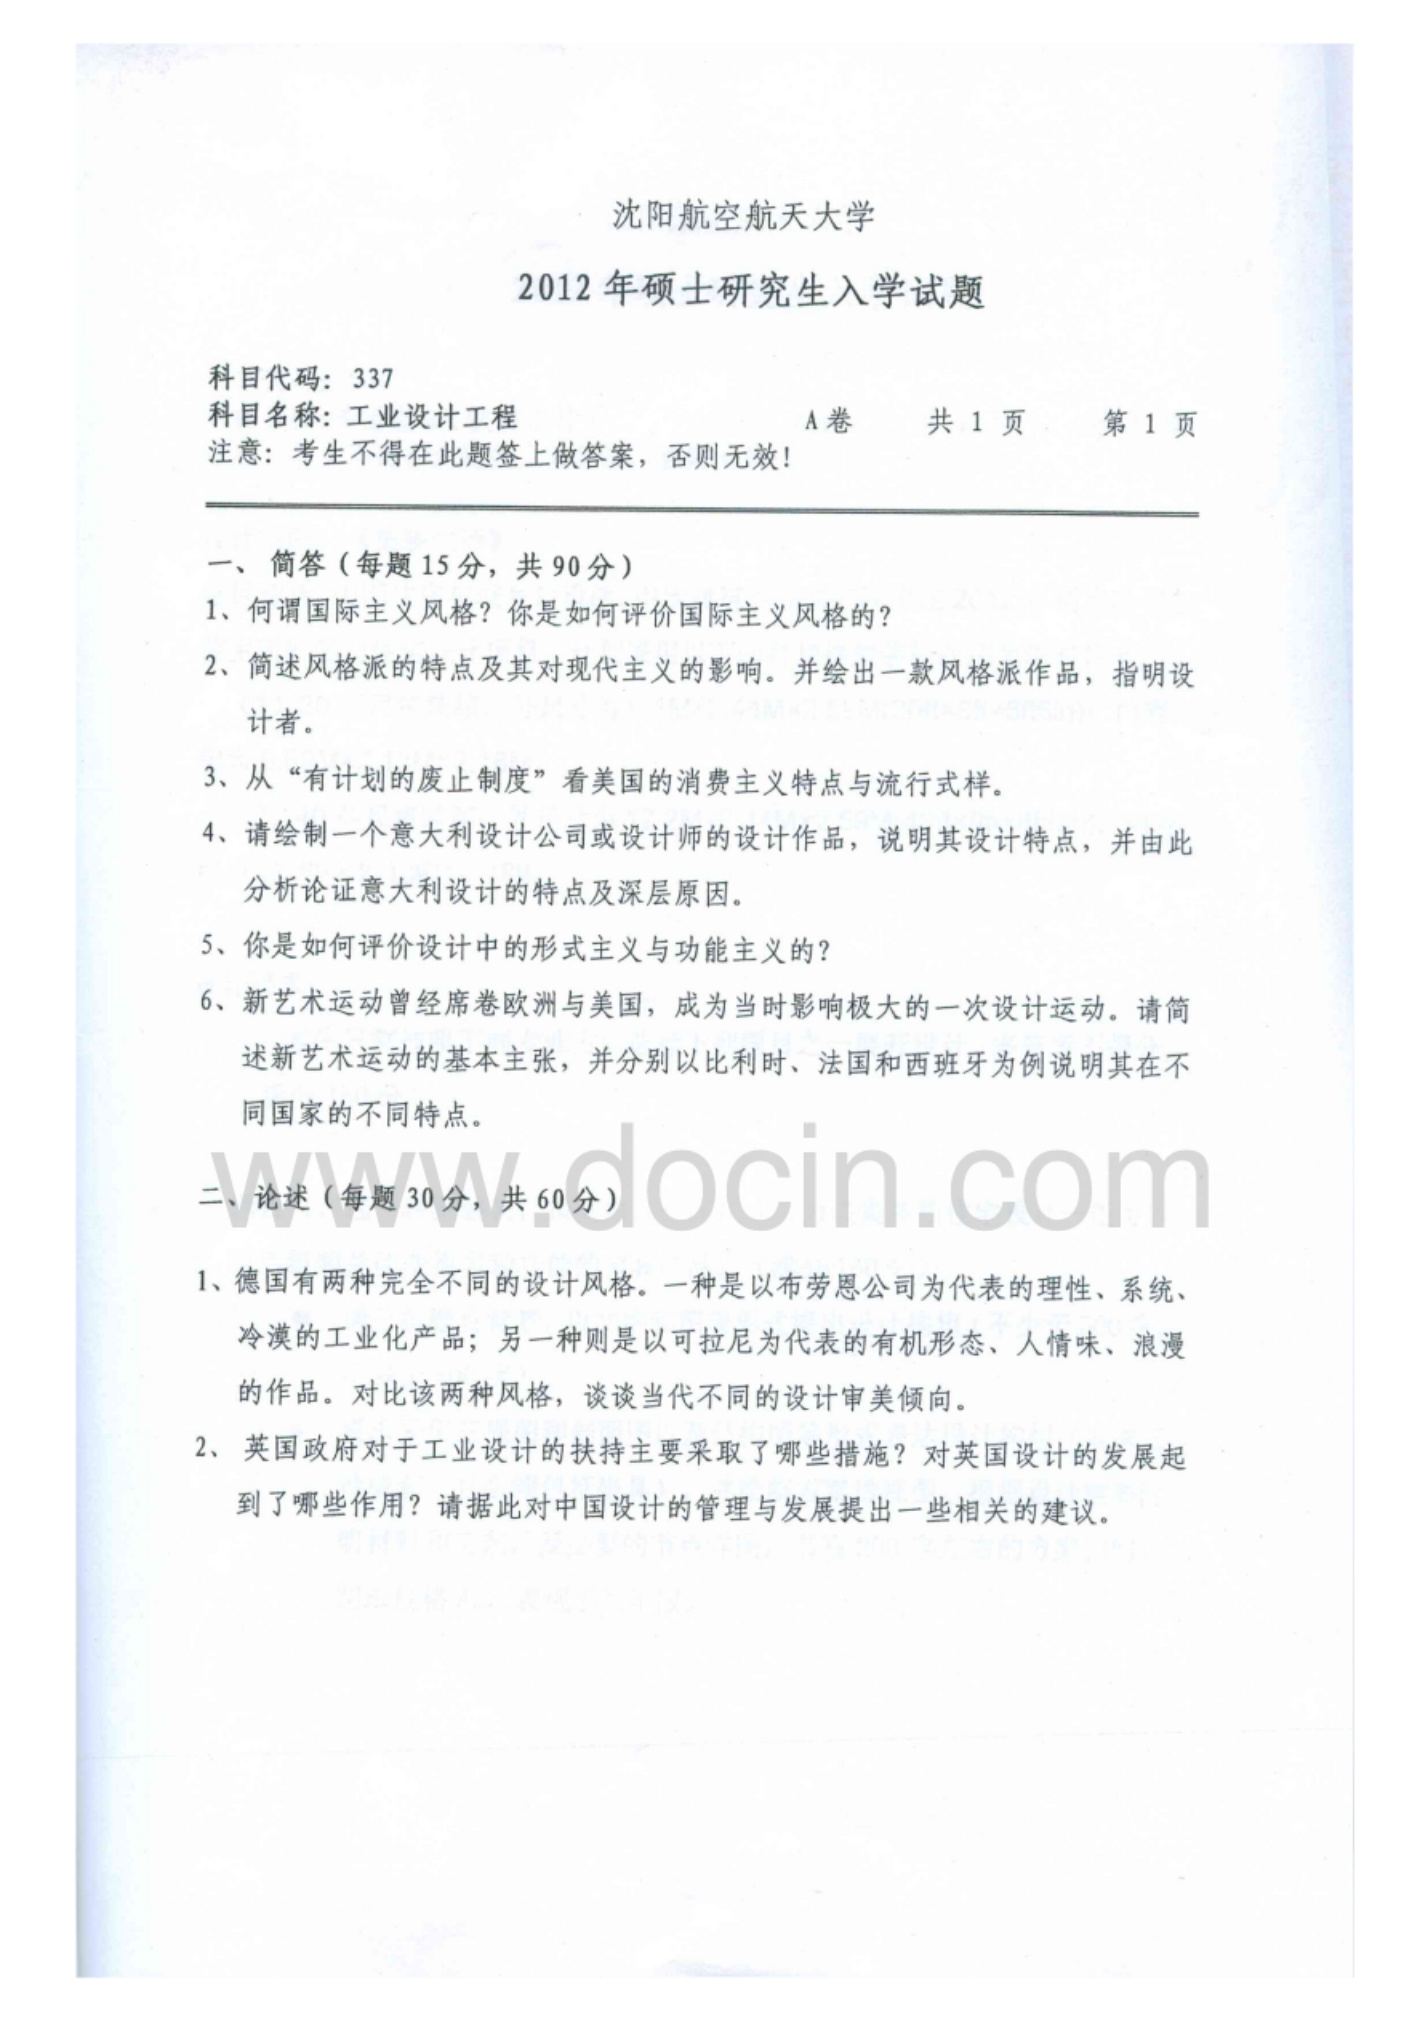 沈阳航空航天大学
2012 年硕士研究生入学试题
科目代码: 337
科目名称: 工业设计工程 A 卷 共 1 页 第 1 页
注意: 考生不得在此题签上做答案, 否则无效!
一、 简答（每题 15 分, 共 90 分）
1、何谓国际主义风格? 你是如何评价国际主义风格的?
2、简述风格派的特点及其对现代主义的影响。并绘出一款风格派作品, 指明设
计者。
3、从“有计划的废止制度”看美国的消费主义特点与流行式样。
4、请绘制一个意大利设计公司或设计师的设计作品, 说明其设计特点, 并由此
分析论证意大利设计的特点及深层原因。
5、你是如何评价设计中的形式主义与功能主义的?
6、新艺术运动曾经席卷欧洲与美国, 成为当时影响极大的一次设计运动。请简
述新艺术运动的基本主张, 并分别以比利时、法国和西班牙为例说明其在不
同国家的不同特点。
www.docin.com
二、论述（每题 30 分, 共 60 分）
1、德国有两种完全不同的设计风格。一种是以布劳恩公司为代表的理性、系统、
冷漠的工业化产品; 另一种则是以可拉尼为代表的有机形态、人情味、浪漫
的作品。对比该两种风格, 谈谈当代不同的设计审美倾向。
2、 英国政府对于工业设计的扶持主要采取了哪些措施? 对英国设计的发展起
到了哪些作用? 请据此对中国设计的管理与发展提出一些相关的建议。